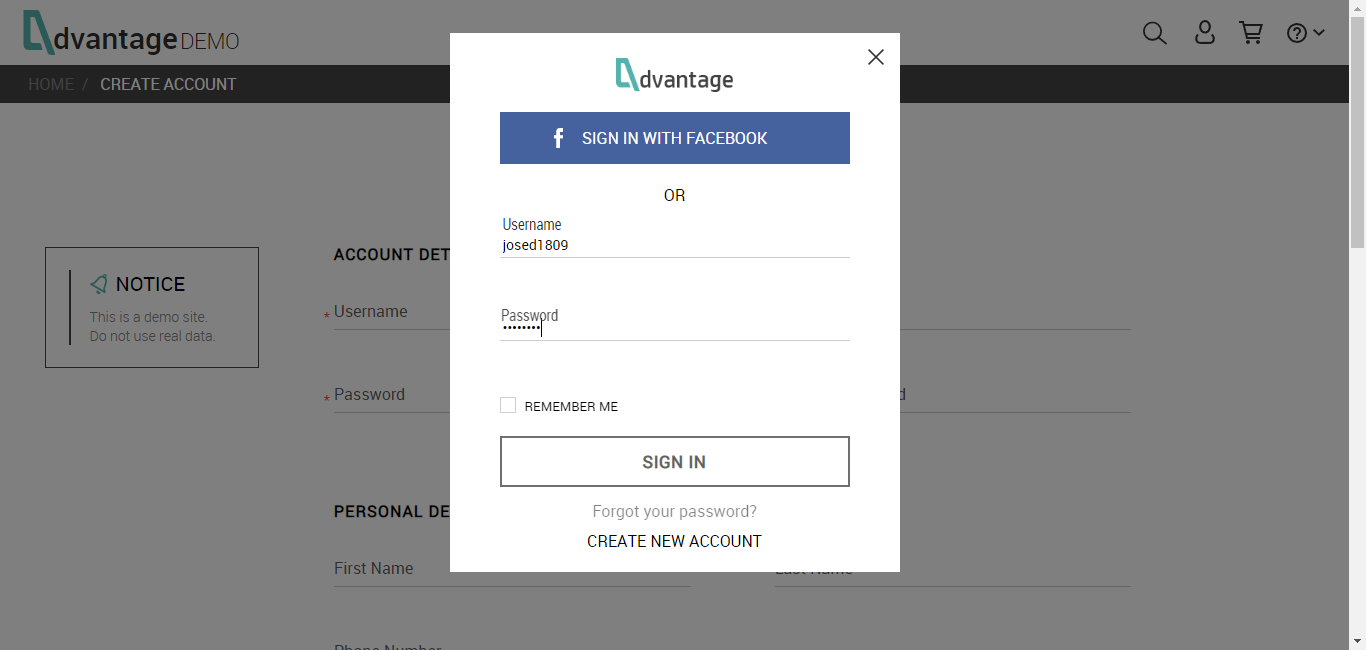 dvantage DEMO
HOME / CREATE ACCOUNT
dvantage
SIGN IN WITH FACEBOOK
OR
Username
josed1809
Password
••••••••
REMEMBER ME
SIGN IN
Forgot your password?
CREATE NEW ACCOUNT
NOTICE
This is a demo site.
Do not use real data.
ACCOUNT DET
* Username
* Password
d
PERSONAL DE
First Name
Last Name
Phone Number